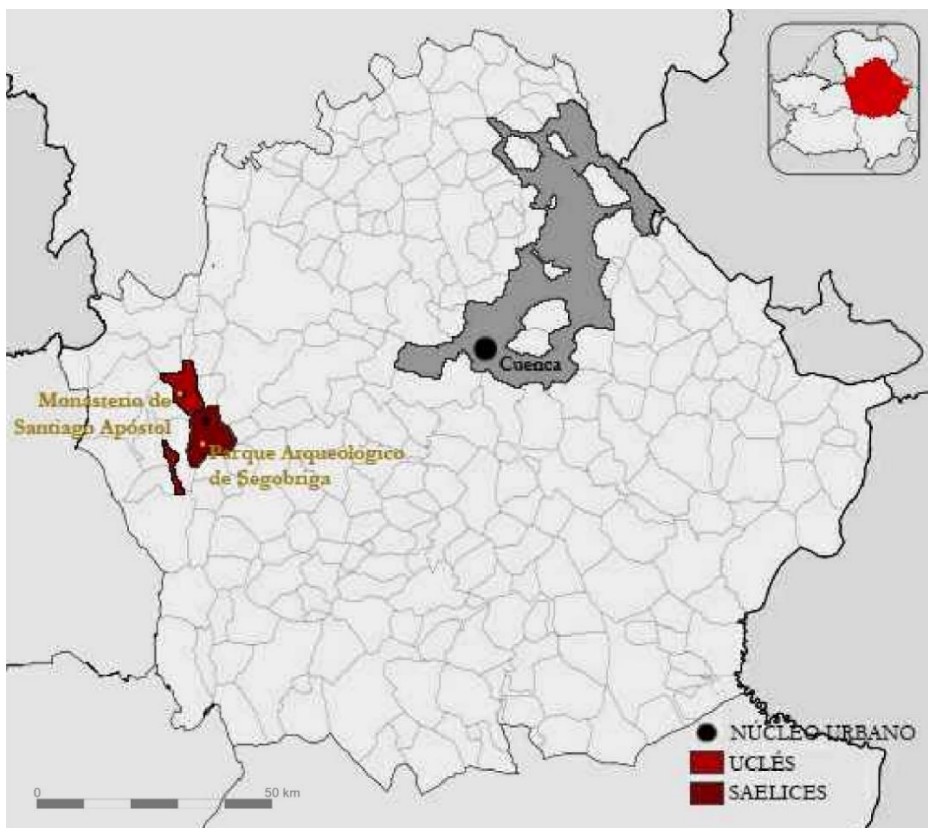 Cuenca
Monasterio de
Santiago Apóstol
Parque Arqueológico
de Segobriga
NÚCLEO URBANO
UCLÉS
SAELICES
0 50 km